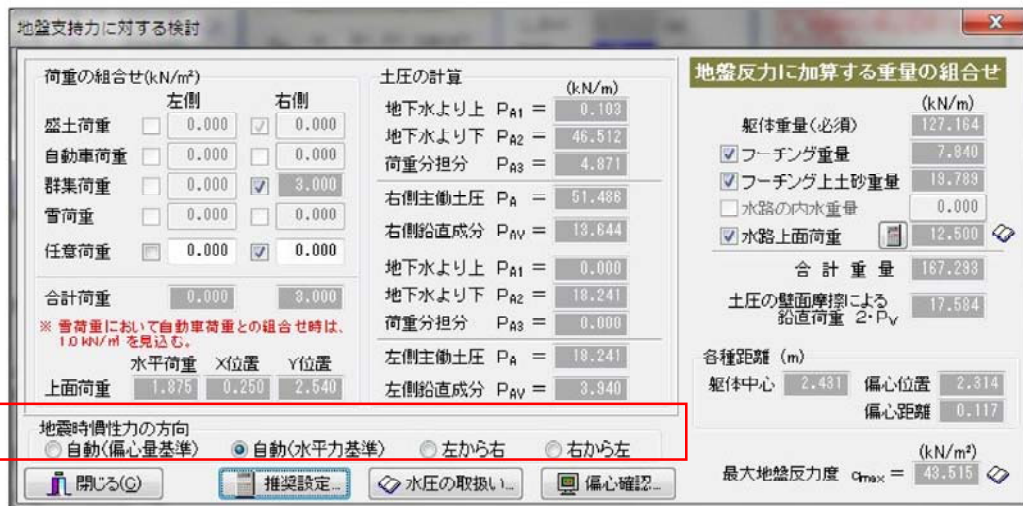 地盤支持力に対する検討
荷重の組合せ(kN/m²)
左側 右側
盛土荷重 0.000 0.000
自動車荷重 0.000 0.000
群集荷重 0.000 3.000
雪荷重 0.000 0.000
任意荷重 0.000 0.000
合計荷重 0.000 3.000
※ 雪荷重において自動車荷重との組合せ時は、
1.0 kN/㎡ を見込む。
水平荷重 X位置 Y位置
上面荷重 1.875 0.250 2.540
土圧の計算
(kN/m)
地下水より上 PA1 = 0.103
地下水より下 PA2 = 46.512
荷重分担分 PA3 = 4.871
右側主働土圧 PA = 51.486
右側鉛直成分 PAV = 13.644
地下水より上 PA1 = 0.000
地下水より下 PA2 = 18.241
荷重分担分 PA3 = 0.000
左側主働土圧 PA = 18.241
左側鉛直成分 PAV = 3.940
地盤反力に加算する重量の組合せ
(kN/m)
躯体重量(必須) 127.164
フーチング重量 7.840
フーチング上土砂重量 19.789
水路の内水重量 0.000
水路上面荷重 12.500
合計重量 167.293
土圧の壁面摩擦による
鉛直荷重 2・PV 17.584
各種距離 (m)
躯体中心 2.431 偏心位置 2.314
偏心距離 0.117
地震時慣性力の方向
自動(偏心量基準) 自動(水平力基準) 左から右 右から左
(kN/m²)
最大地盤反力度 qmax = 43.515
閉じる(C) 推奨設定... 水圧の取扱い... 偏心確認...